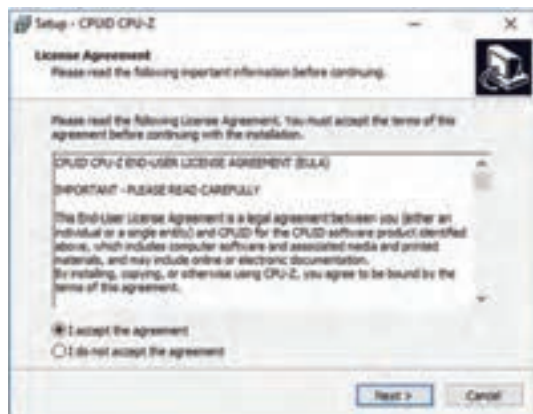 Setup - CPUID CPU-Z
License Agreement
Please read the following important information before continuing.
Please read the following License Agreement. You must accept the terms of this
agreement before continuing with the installation.
CPUID CPU-Z END-USER LICENSE AGREEMENT (EULA)
IMPORTANT - PLEASE READ CAREFULLY
This End-User License Agreement is a legal agreement between you (either an
individual or a single entity) and CPUID for the CPUID software product identified
above, which includes computer software and associated media and printed
materials, and may include online or electronic documentation.
By installing, copying, or otherwise using CPU-Z, you agree to be bound by the
terms of this agreement.
I accept the agreement
I do not accept the agreement
Next >
Cancel